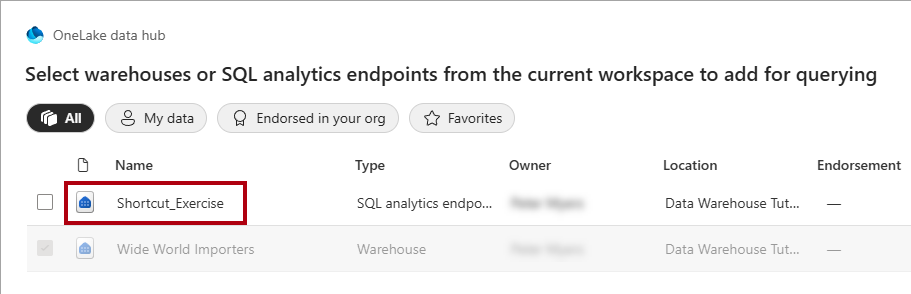 OneLake data hub
Select warehouses or SQL analytics endpoints from the current workspace to add for querying
All My data Endorsed in your org Favorites
Name Type Owner Location Endorsement
Shortcut_Exercise SQL analytics endpo... Data Warehouse Tut... —
Wide World Importers Warehouse Data Warehouse Tut... —